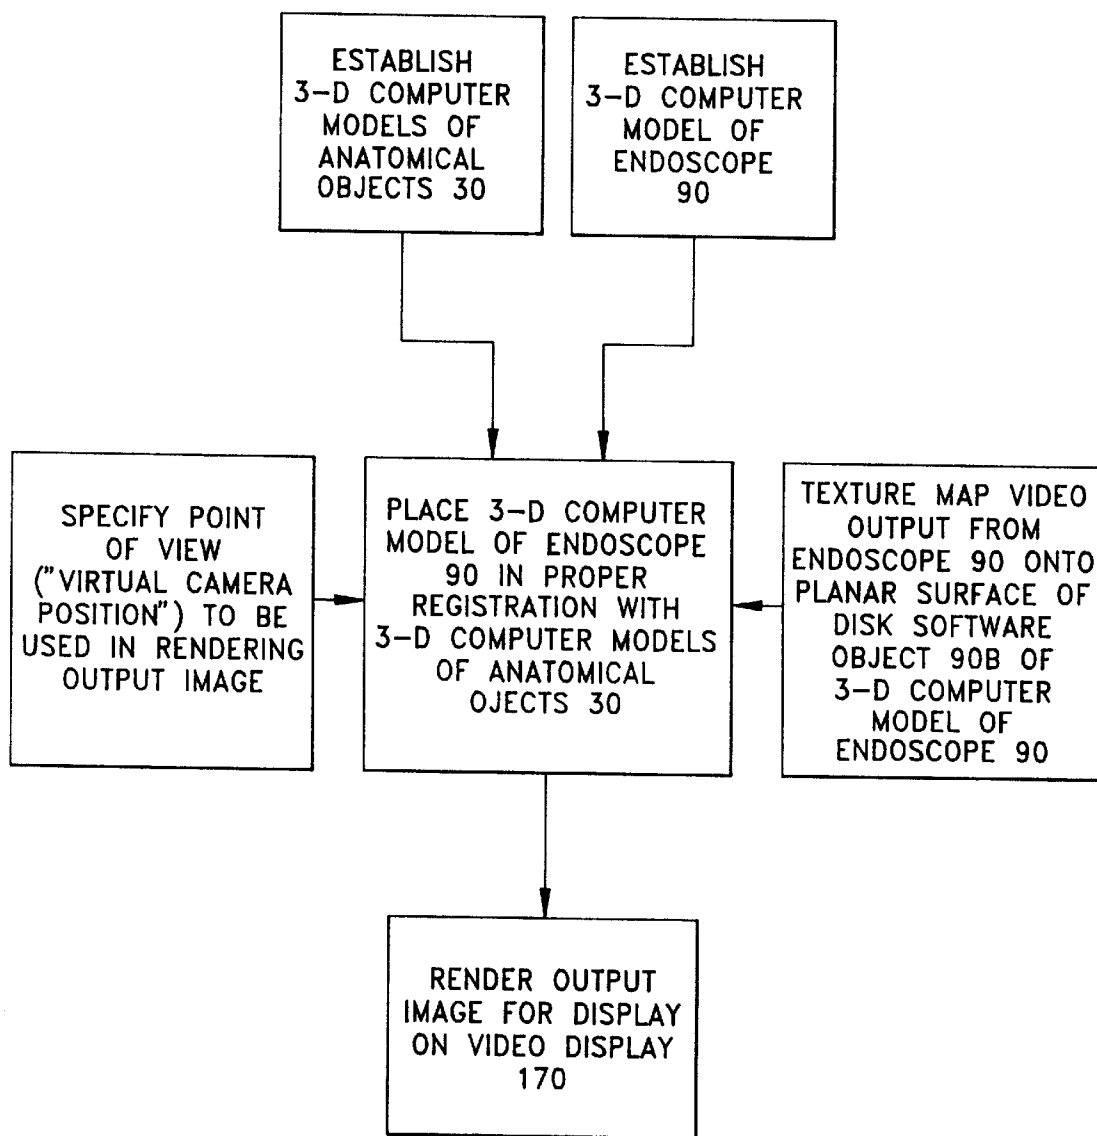 ESTABLISH
3-D COMPUTER
MODELS OF
ANATOMICAL
OBJECTS 30
ESTABLISH
3-D COMPUTER
MODEL OF
ENDOSCOPE
90
SPECIFY POINT
OF VIEW
("VIRTUAL CAMERA
POSITION") TO BE
USED IN RENDERING
OUTPUT IMAGE
PLACE 3-D COMPUTER
MODEL OF ENDOSCOPE
90 IN PROPER
REGISTRATION WITH
3-D COMPUTER MODELS
OF ANATOMICAL
OJECTS 30
TEXTURE MAP VIDEO
OUTPUT FROM
ENDOSCOPE 90 ONTO
PLANAR SURFACE OF
DISK SOFTWARE
OBJECT 90B OF
3-D COMPUTER
MODEL OF
ENDOSCOPE 90
RENDER OUTPUT
IMAGE FOR DISPLAY
ON VIDEO DISPLAY
170